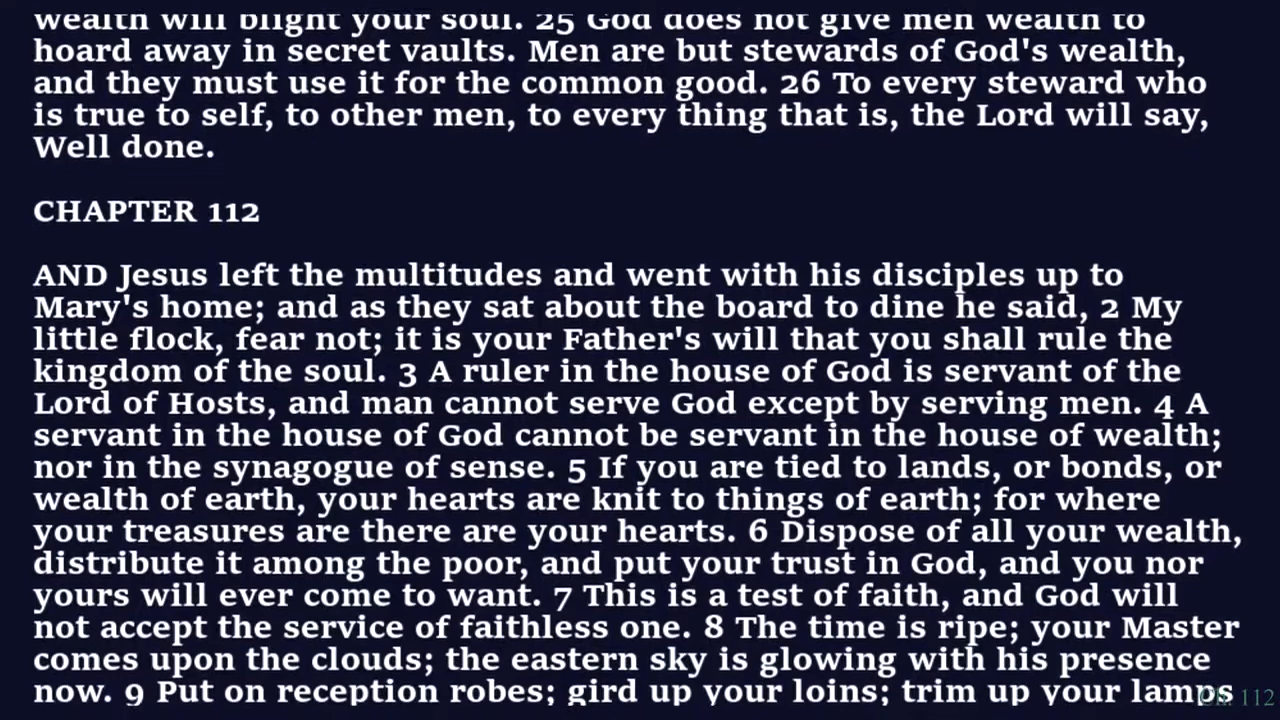 wealth will blight your soul. 25 God does not give men wealth to
hoard away in secret vaults. Men are but stewards of God's wealth,
and they must use it for the common good. 26 To every steward who
is true to self, to other men, to every thing that is, the Lord will say,
Well done.
CHAPTER 112
AND Jesus left the multitudes and went with his disciples up to
Mary's home; and as they sat about the board to dine he said, 2 My
little flock, fear not; it is your Father's will that you shall rule the
kingdom of the soul. 3 A ruler in the house of God is servant of the
Lord of Hosts, and man cannot serve God except by serving men. 4 A
servant in the house of God cannot be servant in the house of wealth;
nor in the synagogue of sense. 5 If you are tied to lands, or bonds, or
wealth of earth, your hearts are knit to things of earth; for where
your treasures are there are your hearts. 6 Dispose of all your wealth,
distribute it among the poor, and put your trust in God, and you nor
yours will ever come to want. 7 This is a test of faith, and God will
not accept the service of faithless one. 8 The time is ripe; your Master
comes upon the clouds; the eastern sky is glowing with his presence
now. 9 Put on reception robes; gird up your loins; trim up your lamps
Ch. 112